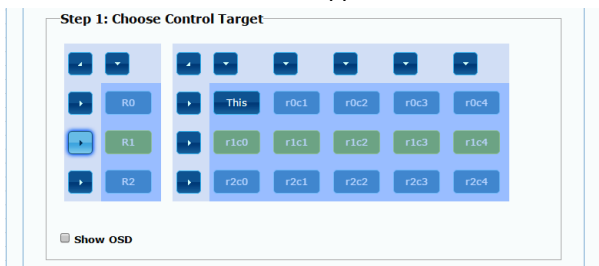 Step 1: Choose Control Target
R0 This r0c1 r0c2 r0c3 r0c4
R1 r1c0 r1c1 r1c2 r1c3 r1c4
R2 r2c0 r2c1 r2c2 r2c3 r2c4
Show OSD